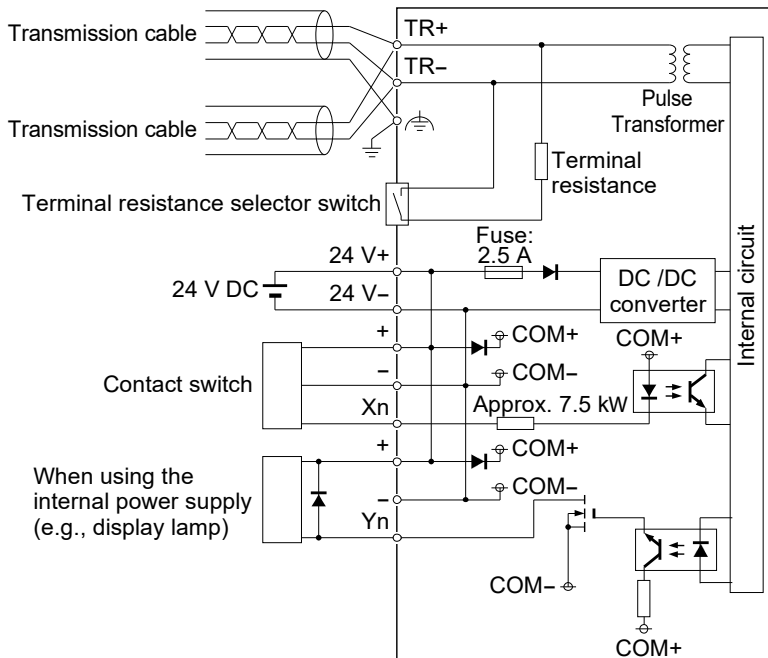 Transmission cable
TR+
TR−
Transmission cable
Pulse
Transformer
Terminal
resistance
Terminal resistance selector switch
Fuse:
2.5 A
24 V+
24 V DC
24 V−
DC /DC
converter
Internal circuit
+
COM+
COM+
−
COM−
Contact switch
Xn
Approx. 7.5 kW
+
COM+
When using the
internal power supply
(e.g., display lamp)
−
COM−
Yn
COM−
COM+